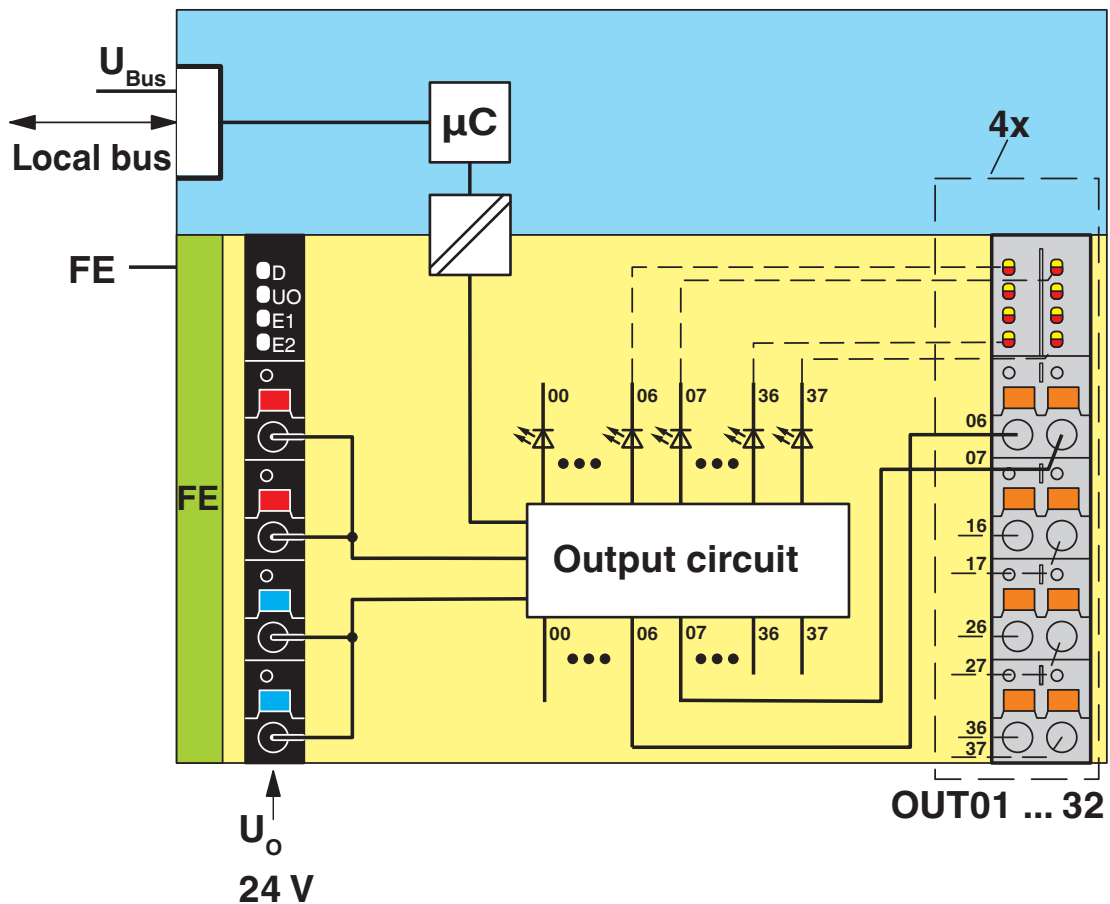 U Bus
Local bus
µC
4x
FE
D
UO
E1
E2
FE
00
06
07
36
37
Output circuit
00
06
07
36
37
06
07
16
17
26
27
36
37
OUT01 ... 32
U O
24 V